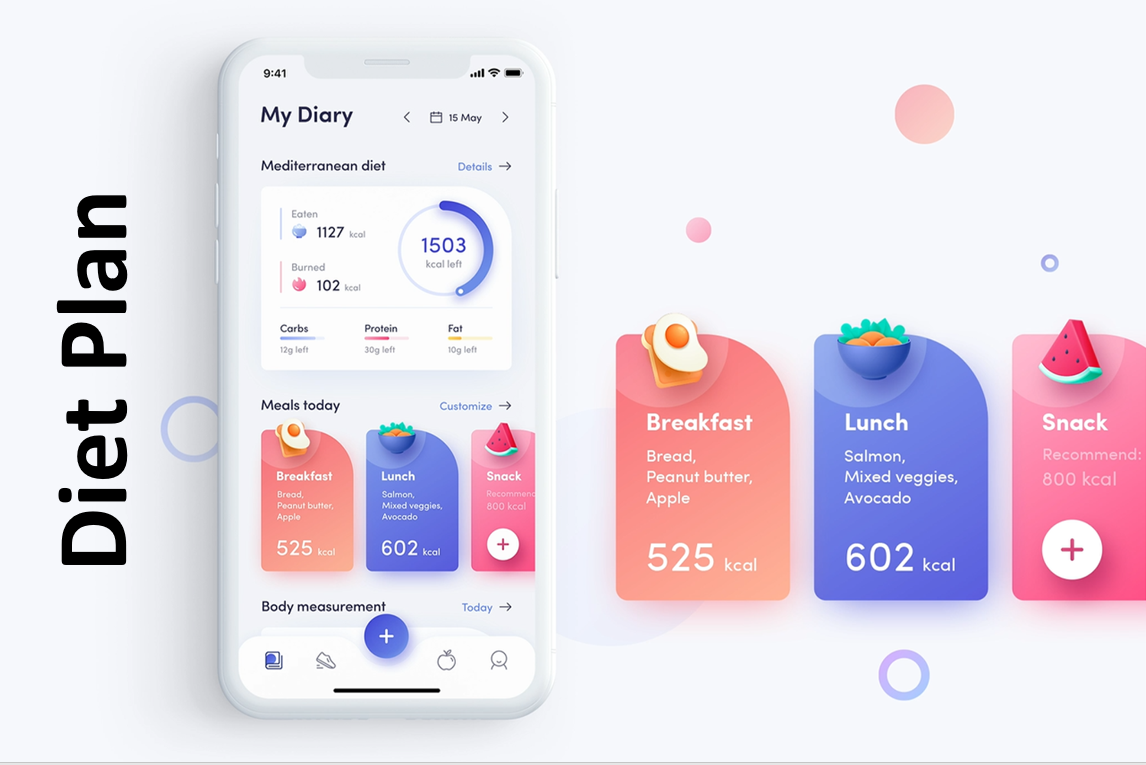 Diet Plan
9:41
My Diary
15 May
Mediterranean diet
Details
Eaten
1127 kcal
Burned
102 kcal
1503
kcal left
Carbs
12g left
Protein
30g left
Fat
10g left
Meals today
Customize
Breakfast
Bread,
Peanut butter,
Apple
525 kcal
Lunch
Salmon,
Mixed veggies,
Avocado
602 kcal
Snack
Recommend
800 kcal
Body measurement
Today
Breakfast
Bread,
Peanut butter,
Apple
525 kcal
Lunch
Salmon,
Mixed veggies,
Avocado
602 kcal
Snack
Recommend:
800 kcal